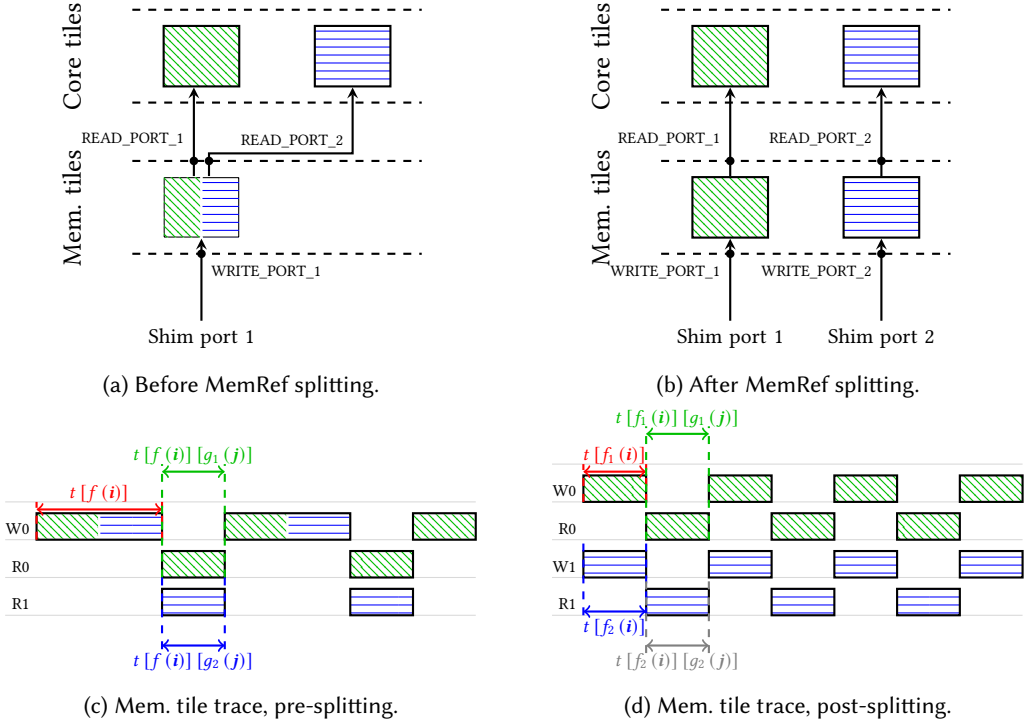 Core tiles
READ_PORT_1
READ_PORT_2
Mem. tiles
WRITE_PORT_1
Shim port 1
(a) Before MemRef splitting.
Core tiles
READ_PORT_1
READ_PORT_2
Mem. tiles
WRITE_PORT_1
WRITE_PORT_2
Shim port 1
Shim port 2
(b) After MemRef splitting.
t [f (i)] [g₁ (j)]
t [f (i)]
W0
R0
R1
t [f (i)] [g₂ (j)]
(c) Mem. tile trace, pre-splitting.
t [f₁ (i)] [g₁ (j)]
t [f₁ (i)]
W0
R0
W1
R1
t [f₂ (i)]
t [f₂ (i)] [g₂ (j)]
(d) Mem. tile trace, post-splitting.